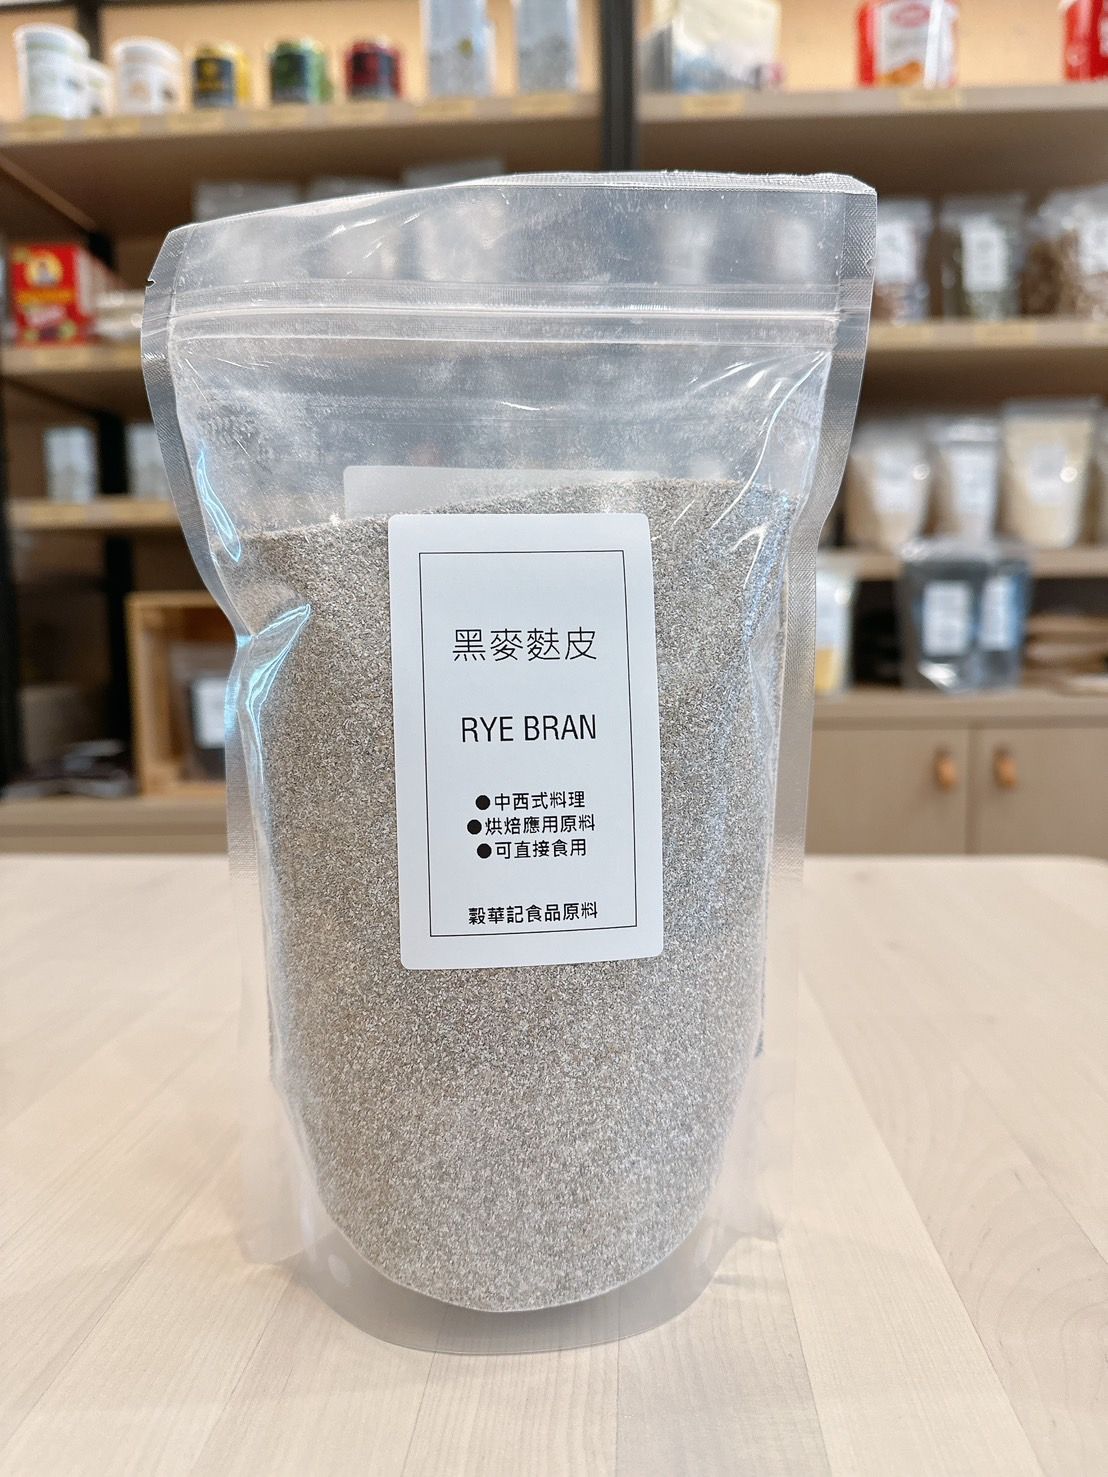 黑麥麩皮
RYE BRAN
●中西式料理
●烘焙應用原料
●可直接食用
穀華記食品原料